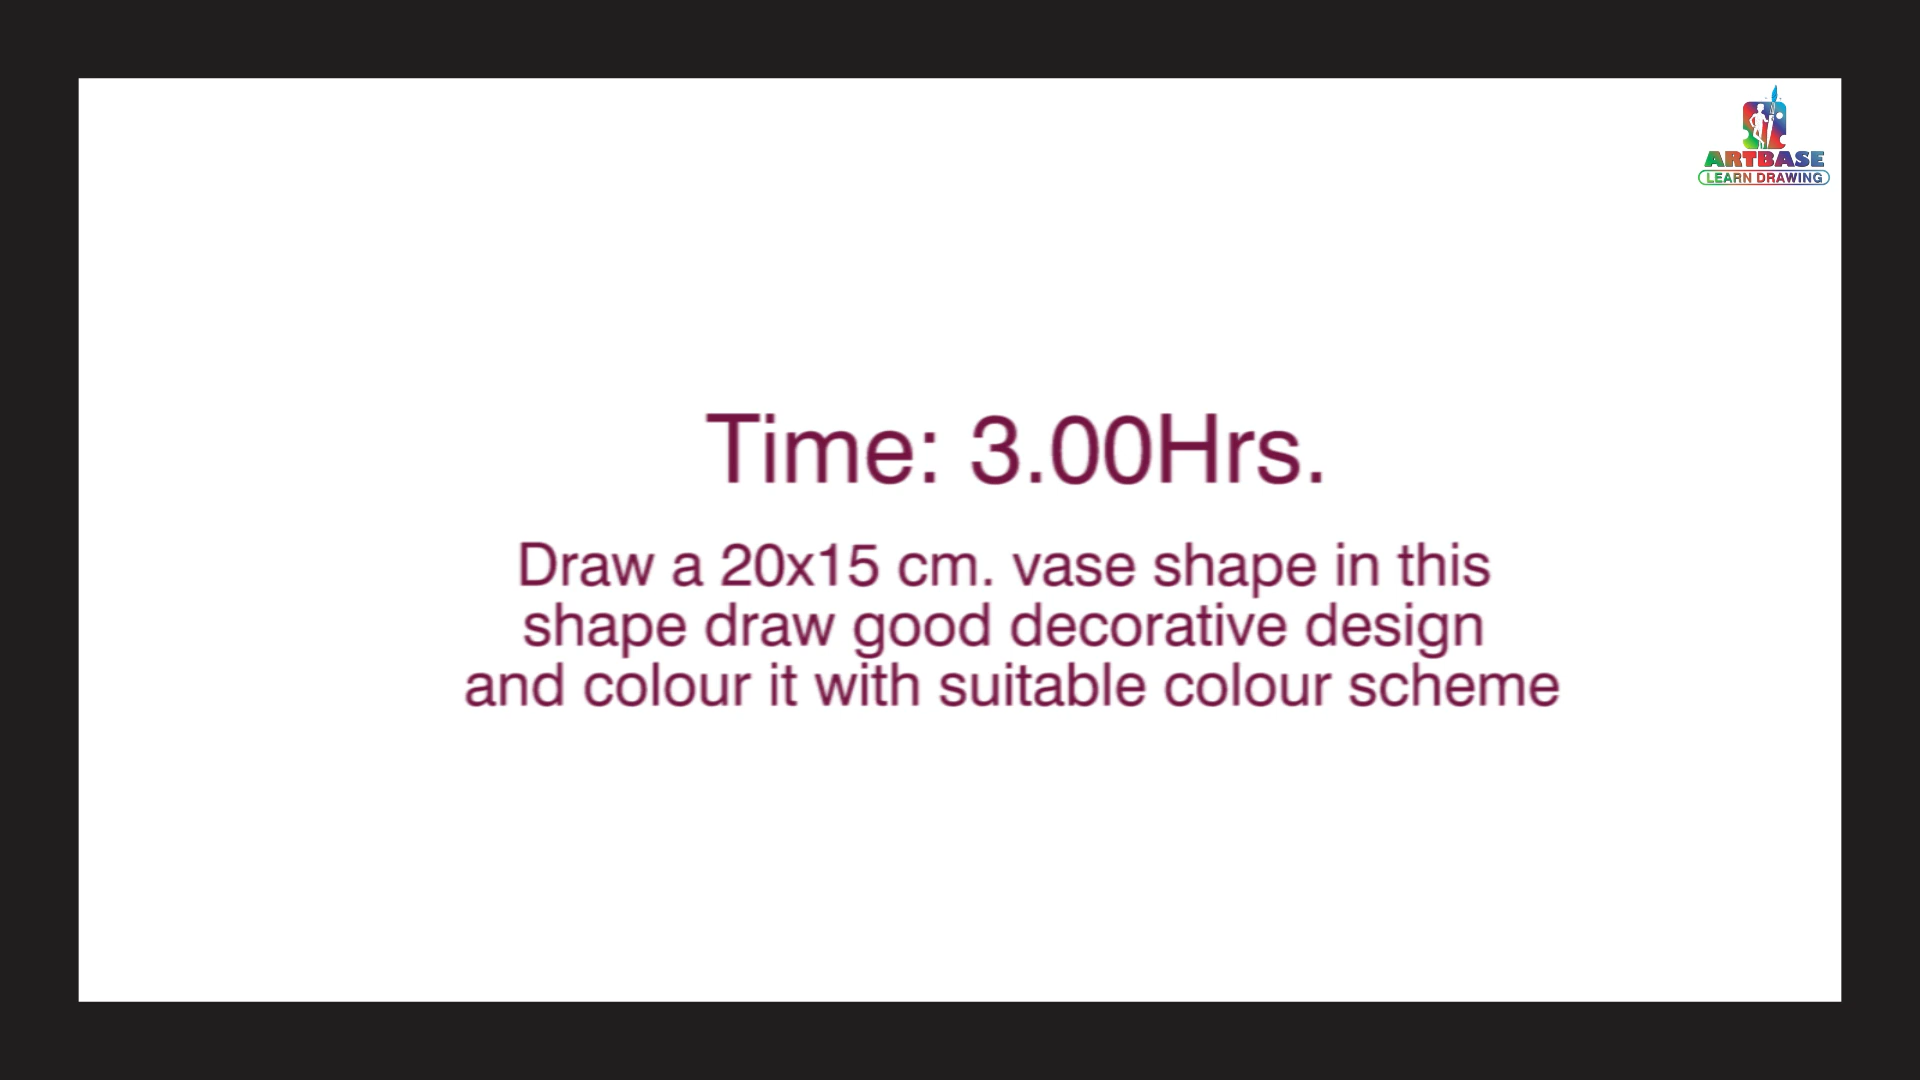 ARTBASE
LEARN DRAWING
Time: 3.00Hrs.
Draw a 20x15 cm. vase shape in this
shape draw good decorative design
and colour it with suitable colour scheme